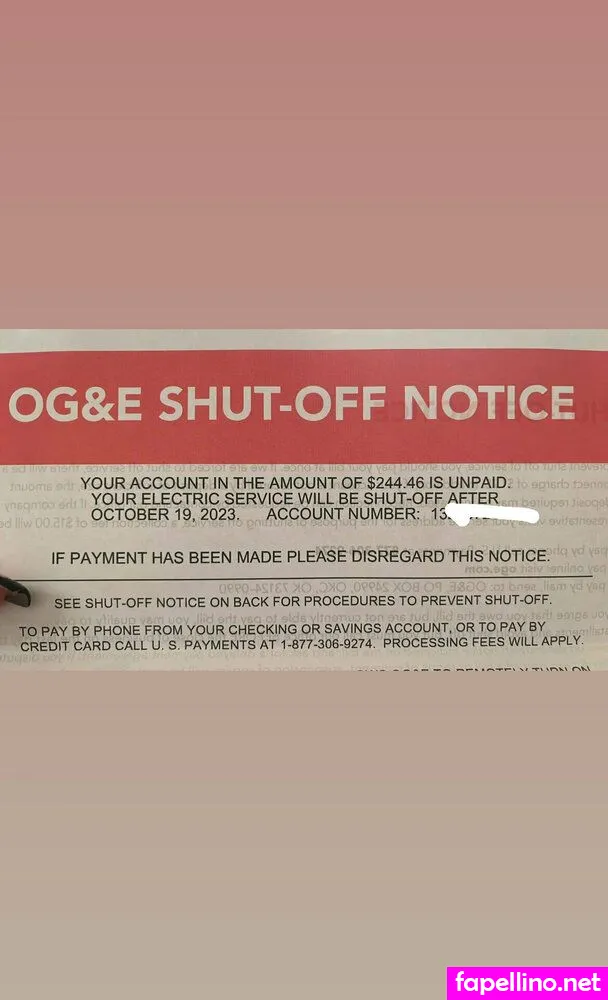 OG&E SHUT-OFF NOTICE
YOUR ACCOUNT IN THE AMOUNT OF $244.46 IS UNPAID.
YOUR ELECTRIC SERVICE WILL BE SHUT-OFF AFTER
OCTOBER 19, 2023. ACCOUNT NUMBER: 13
IF PAYMENT HAS BEEN MADE PLEASE DISREGARD THIS NOTICE.
SEE SHUT-OFF NOTICE ON BACK FOR PROCEDURES TO PREVENT SHUT-OFF.
TO PAY BY PHONE FROM YOUR CHECKING OR SAVINGS ACCOUNT, OR TO PAY BY
CREDIT CARD CALL U. S. PAYMENTS AT 1-877-306-9274. PROCESSING FEES WILL APPLY.
fapellino.net